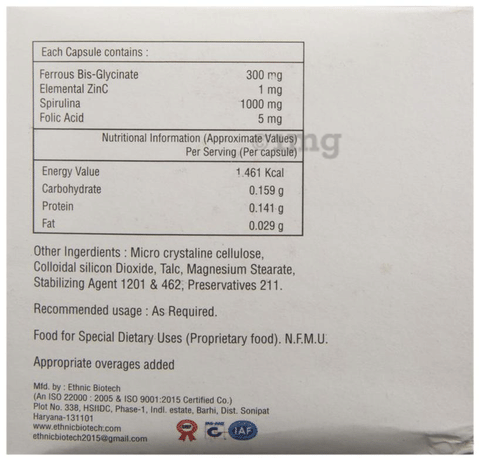 Each Capsule contains :
Ferrous Bis-Glycinate 300 mg
Elemental ZinC 1 mg
Spirulina 1000 mg
Folic Acid 5 mg
Nutritional Information (Approximate Values)
Per Serving (Per capsule)
Energy Value 1.461 Kcal
Carbohydrate 0.159 g
Protein 0.141 g
Fat 0.029 g
Other Ingerdients : Micro crystaline cellulose,
Colloidal silicon Dioxide, Talc, Magnesium Stearate,
Stabilizing Agent 1201 & 462, Preservatives 211.
Recommended usage : As Required.
Food for Special Dietary Uses (Proprietary food). N.F.M.U.
Appropriate overages added
Mfd. by : Ethnic Biotech
(An ISO 22000 : 2005 & ISO 9001:2015 Certified Co.)
Plot No. 338, HSIIDC, Phase-1, Indl. estate, Barhi, Dist. Sonipat
Haryana-131101
www.ethnicbiotech.com
ethnicbiotech2015@gmail.com
IAF